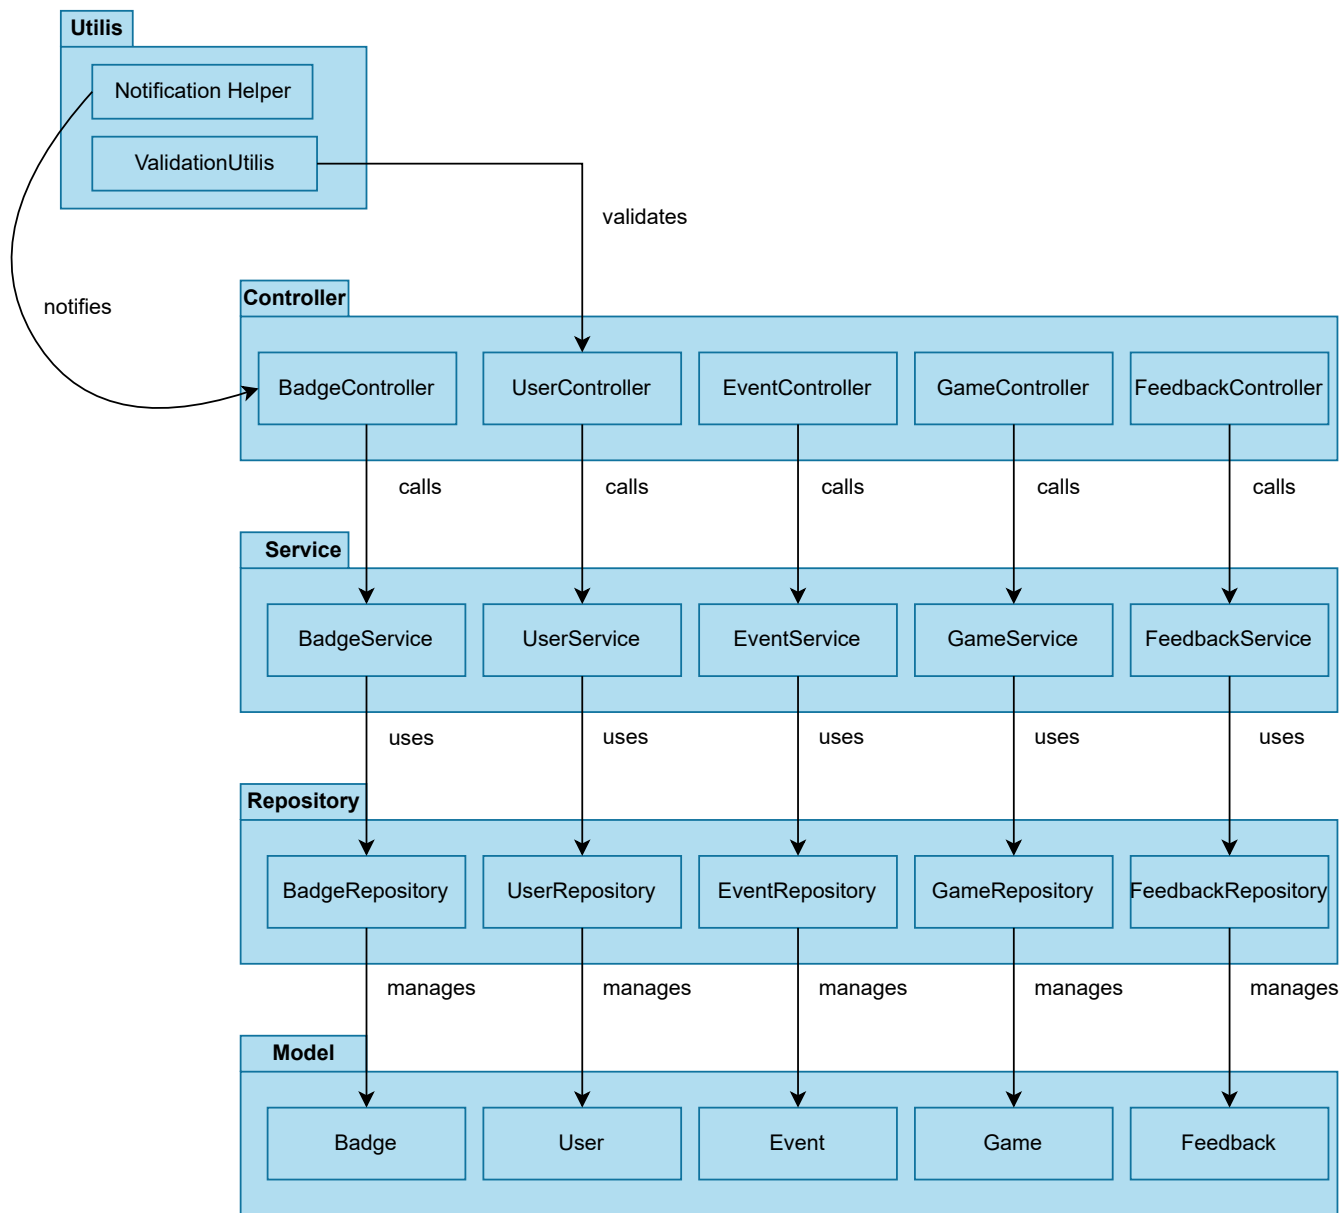 Utilis
Notification Helper
ValidationUtilis
validates
notifies
Controller
BadgeController
UserController
EventController
GameController
FeedbackController
calls
calls
calls
calls
calls
Service
BadgeService
UserService
EventService
GameService
FeedbackService
uses
uses
uses
uses
uses
Repository
BadgeRepository
UserRepository
EventRepository
GameRepository
FeedbackRepository
manages
manages
manages
manages
manages
Model
Badge
User
Event
Game
Feedback